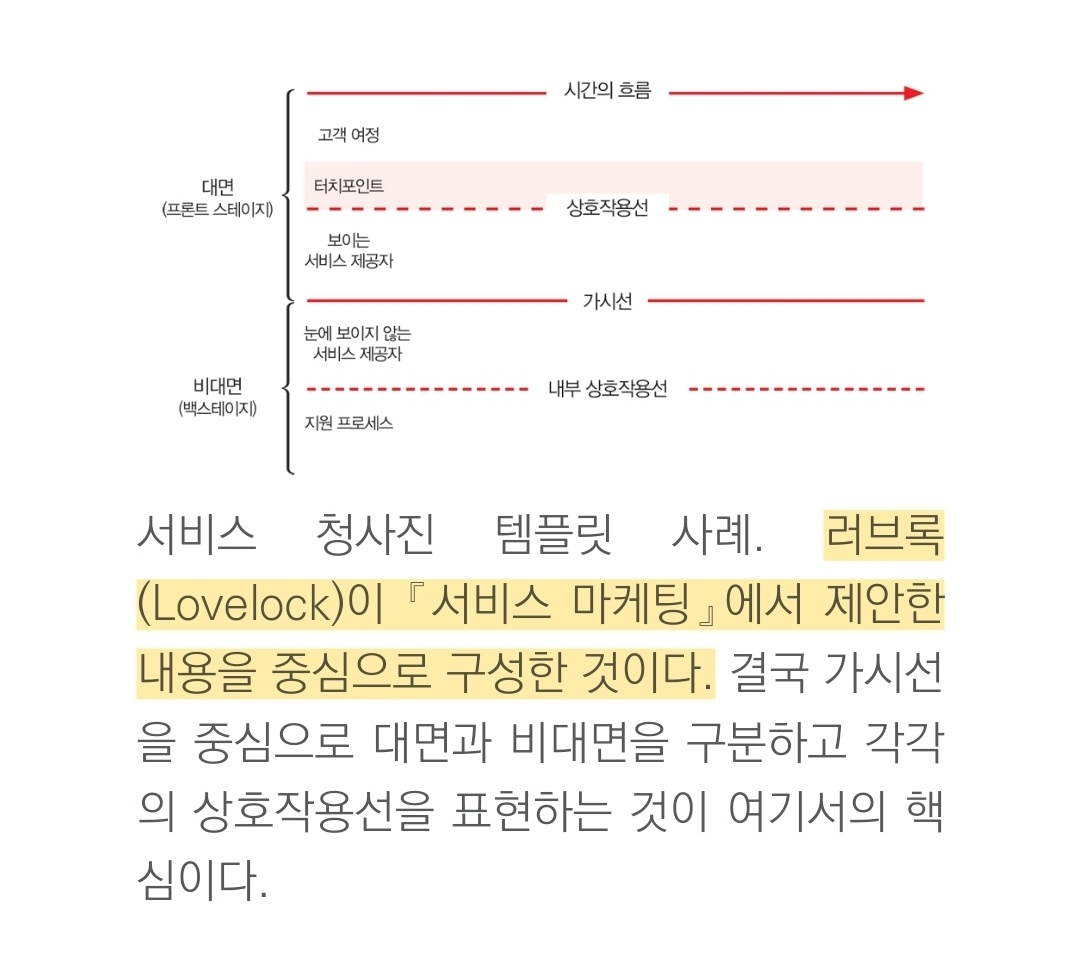 시간의 흐름
고객 여정
터치포인트
대면
(프론트 스테이지)
상호작용선
보이는
서비스 제공자
가시선
눈에 보이지 않는
서비스 제공자
비대면
(백스테이지)
내부 상호작용선
지원 프로세스
서비스 청사진 템플릿 사례. 러브록
(Lovelock)이 『서비스 마케팅』에서 제안한
내용을 중심으로 구성한 것이다. 결국 가시선
을 중심으로 대면과 비대면을 구분하고 각각
의 상호작용선을 표현하는 것이 여기서의 핵
심이다.